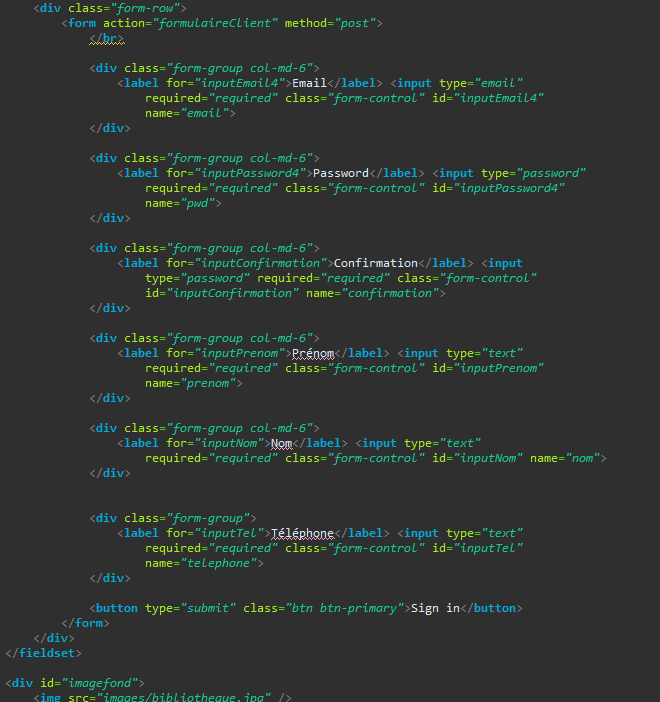 <div class="form-row">
<form action="formulaireClient" method="post">
</br>
<div class="form-group col-md-6">
<label for="inputEmail4">Email</label> <input type="email"
required="required" class="form-control" id="inputEmail4"
name="email">
</div>
<div class="form-group col-md-6">
<label for="inputPassword4">Password</label> <input type="password"
required="required" class="form-control" id="inputPassword4"
name="pwd">
</div>
<div class="form-group col-md-6">
<label for="inputConfirmation">Confirmation</label> <input
type="password" required="required" class="form-control"
id="inputConfirmation" name="confirmation">
</div>
<div class="form-group col-md-6">
<label for="inputPrenom">Prénom</label> <input type="text"
required="required" class="form-control" id="inputPrenom"
name="prenom">
</div>
<div class="form-group col-md-6">
<label for="inputNom">Nom</label> <input type="text"
required="required" class="form-control" id="inputNom" name="nom">
</div>
<div class="form-group">
<label for="inputTel">Téléphone</label> <input type="text"
required="required" class="form-control" id="inputTel"
name="telephone">
</div>
<button type="submit" class="btn btn-primary">Sign in</button>
</form>
</div>
</fieldset>
<div id="imagefond">
<img src="images/bibliotheque.jpg" />